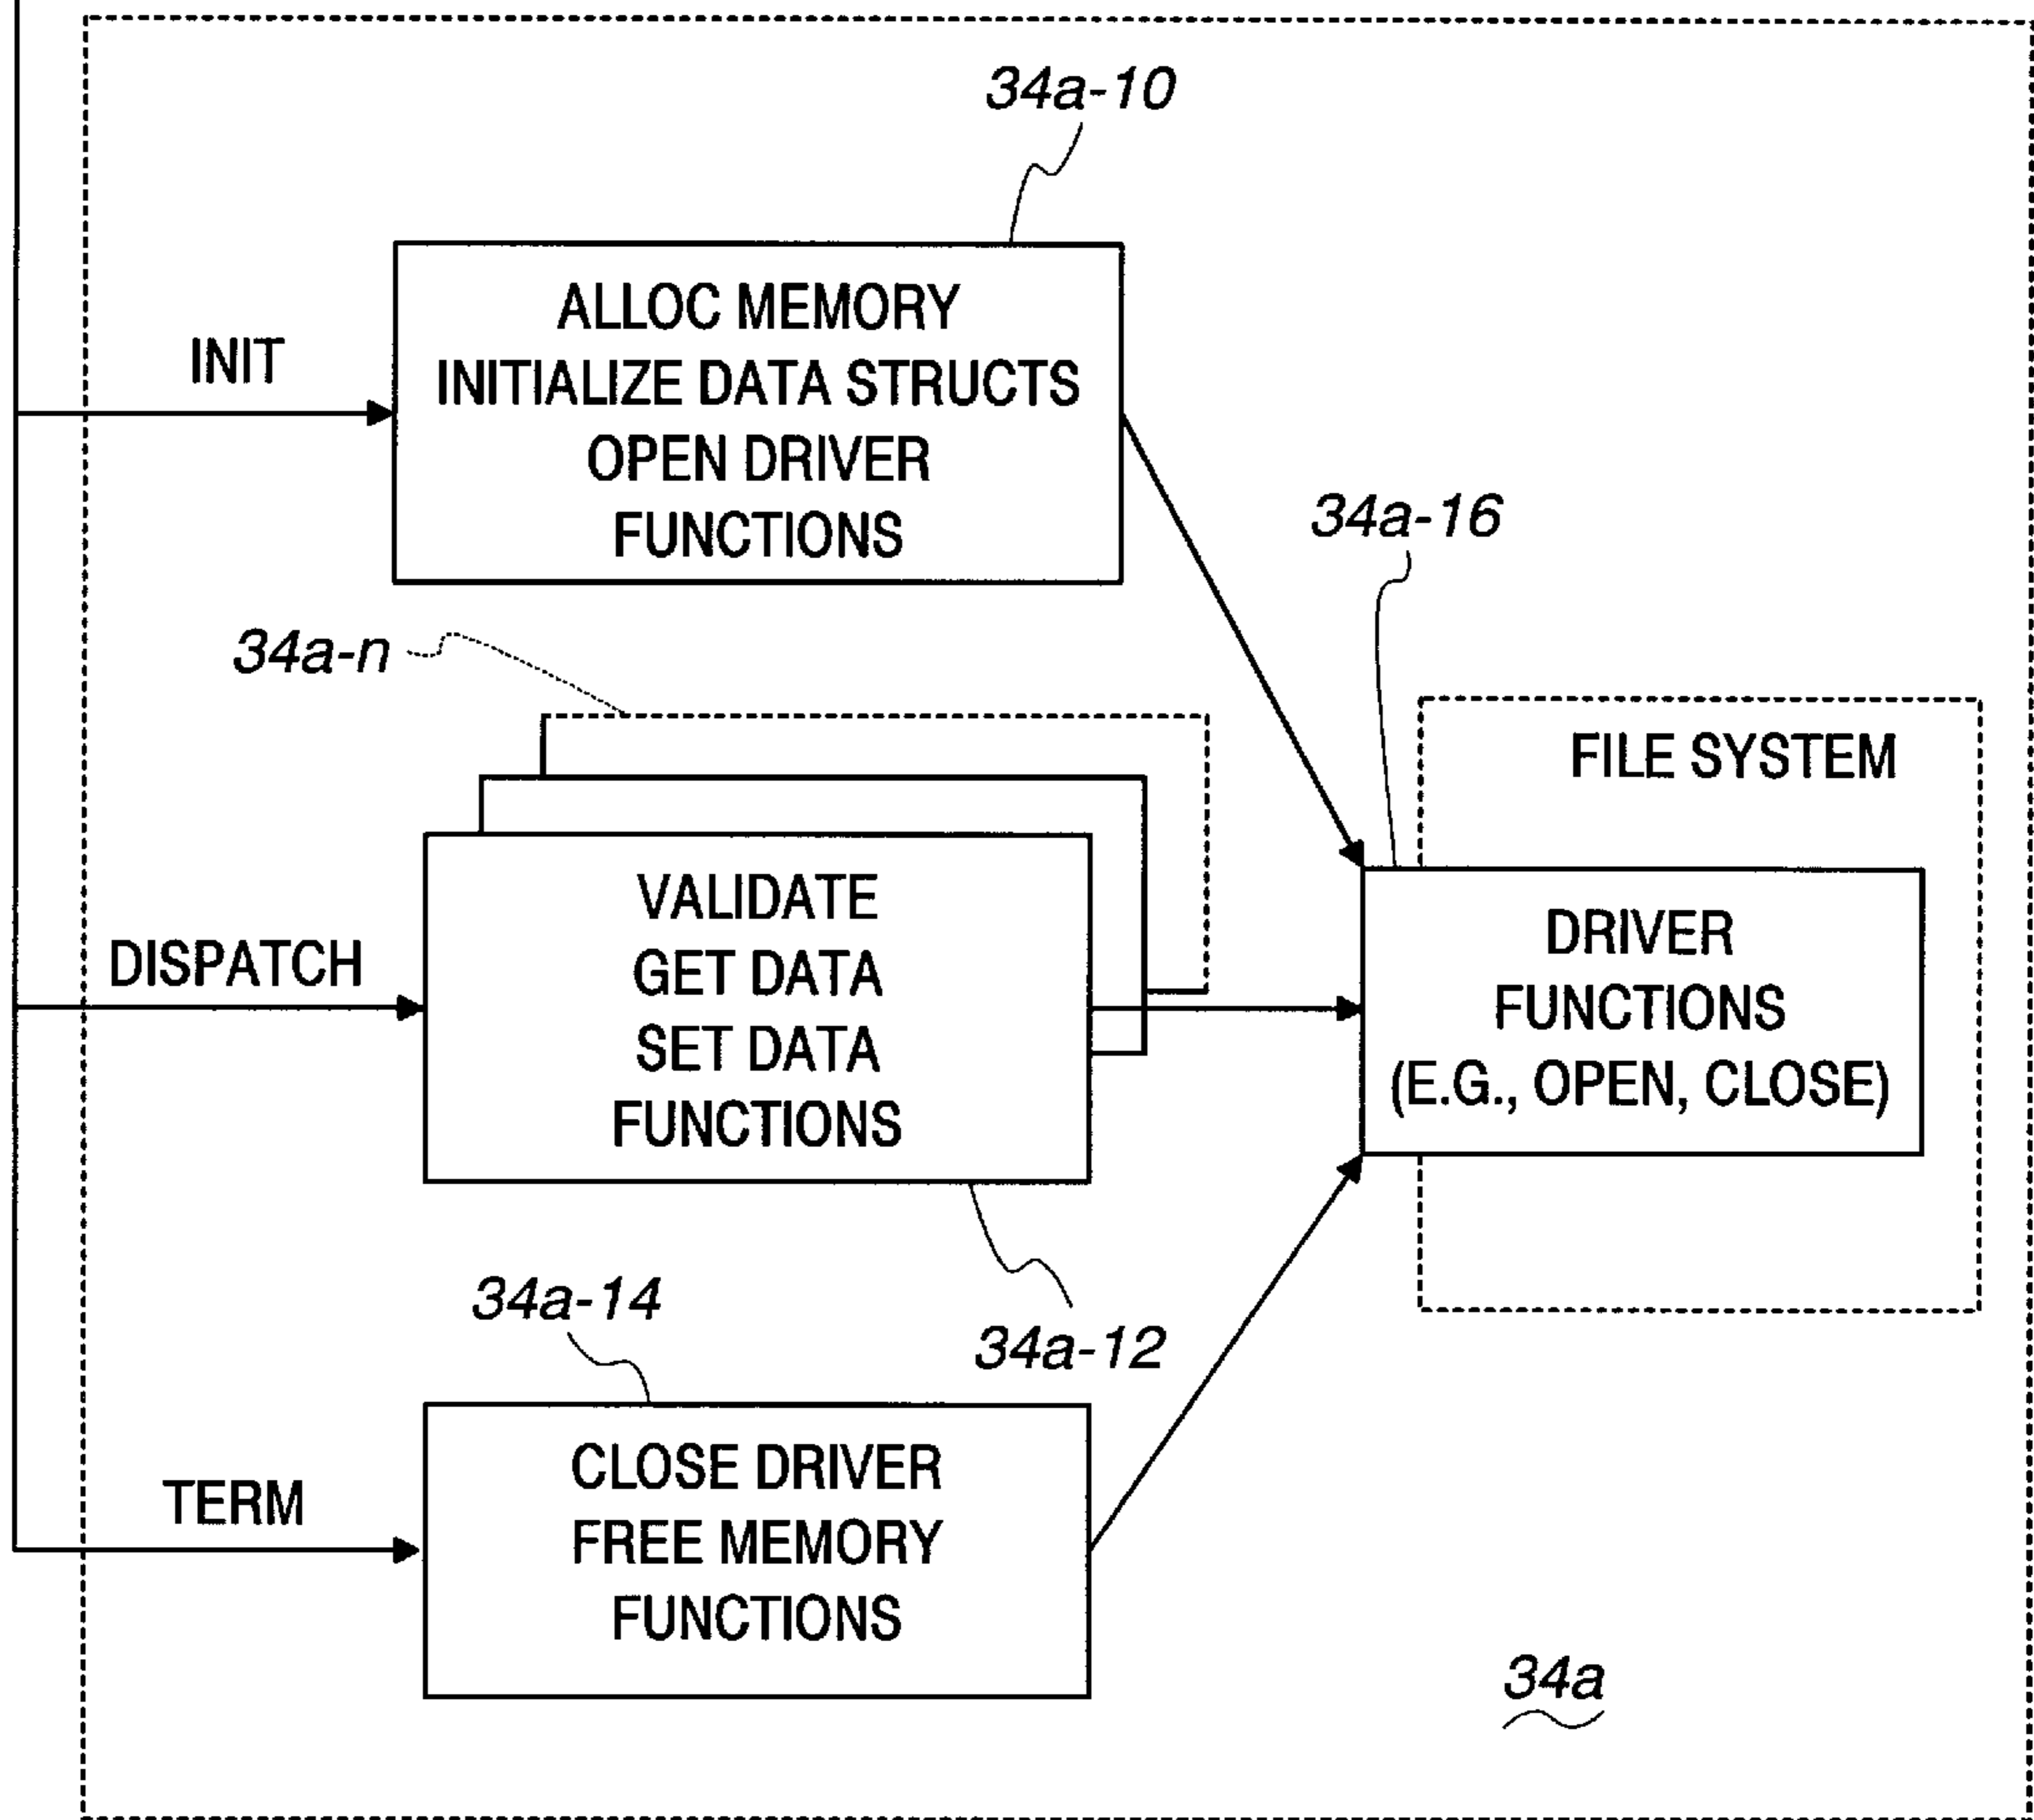 34a-10
ALLOC MEMORY
INITIALIZE DATA STRUCTS
OPEN DRIVER
FUNCTIONS
INIT
34a-16
34a-n
FILE SYSTEM
VALIDATE
GET DATA
SET DATA
FUNCTIONS
DISPATCH
DRIVER
FUNCTIONS
(E.G., OPEN, CLOSE)
34a-12
34a-14
CLOSE DRIVER
FREE MEMORY
FUNCTIONS
TERM
34a